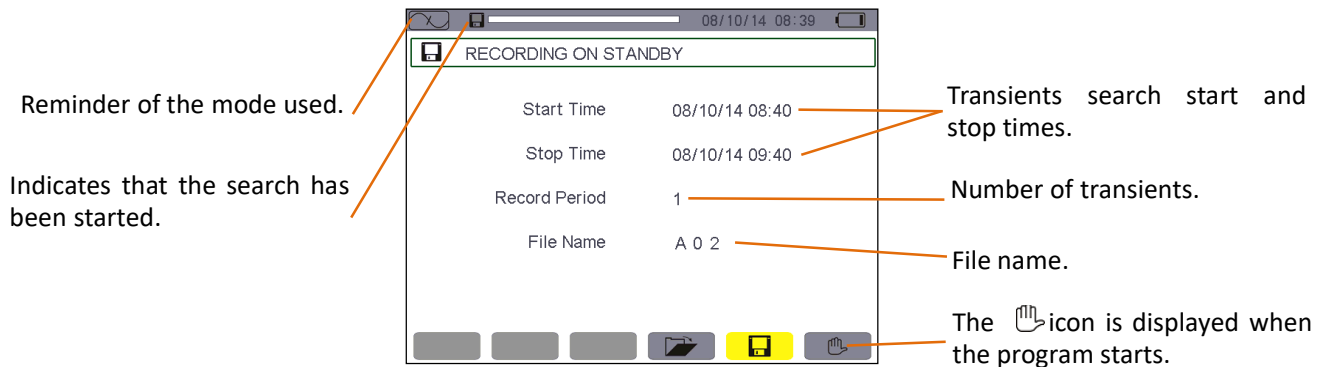 08/10/14 08:39
RECORDING ON STANDBY
Reminder of the mode used.
Indicates that the search has
been started.
Start Time 08/10/14 08:40
Stop Time 08/10/14 09:40
Record Period 1
File Name A 0 2
Transients search start and
stop times.
Number of transients.
File name.
The icon is displayed when
the program starts.